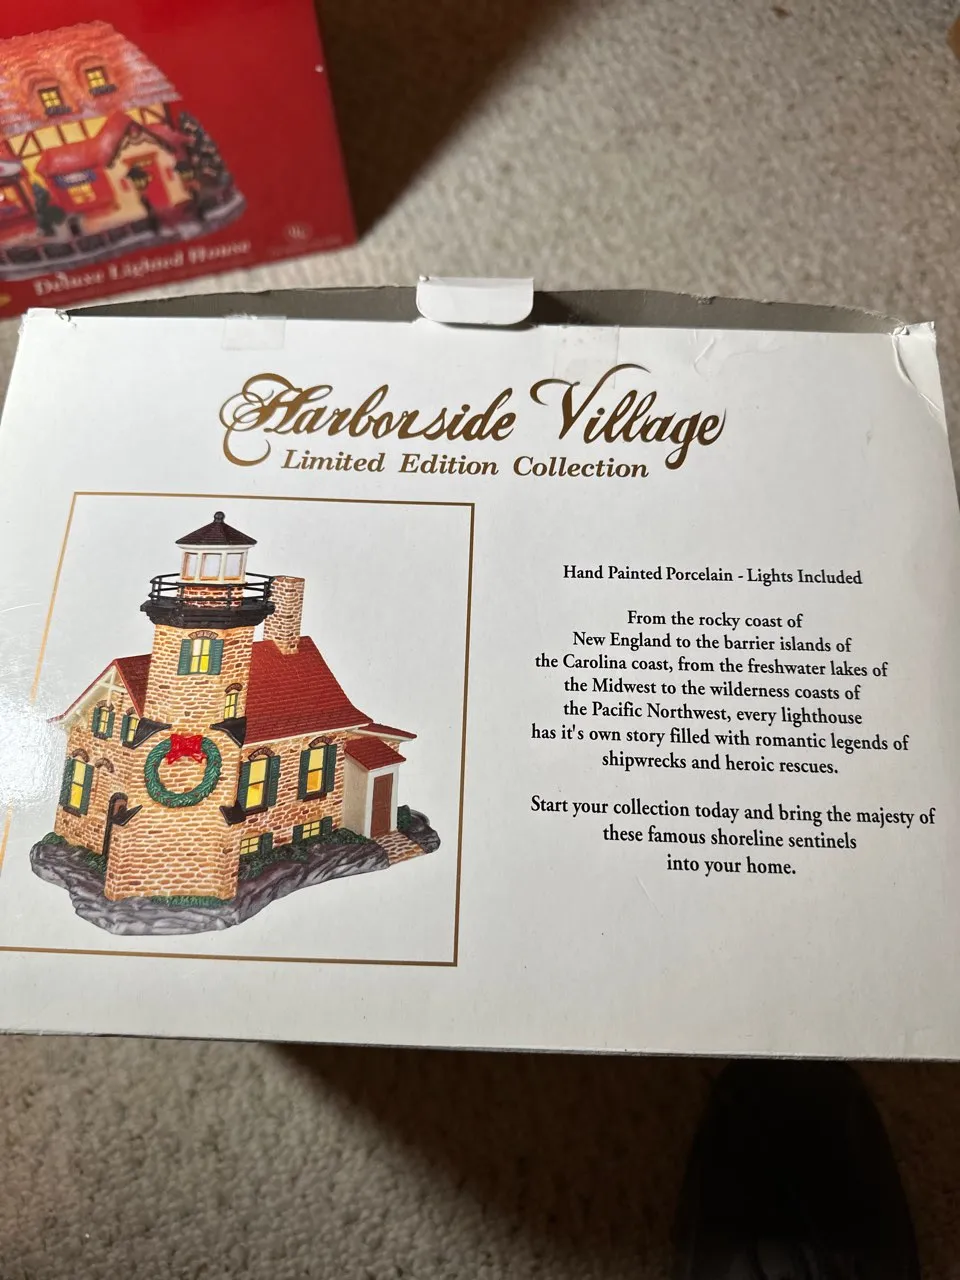 Deluxe Lighted House
Harborside Village
Limited Edition Collection
Hand Painted Porcelain - Lights Included
From the rocky coast of
New England to the barrier islands of
the Carolina coast, from the freshwater lakes of
the Midwest to the wilderness coasts of
the Pacific Northwest, every lighthouse
has it's own story filled with romantic legends of
shipwrecks and heroic rescues.
Start your collection today and bring the majesty of
these famous shoreline sentinels
into your home.